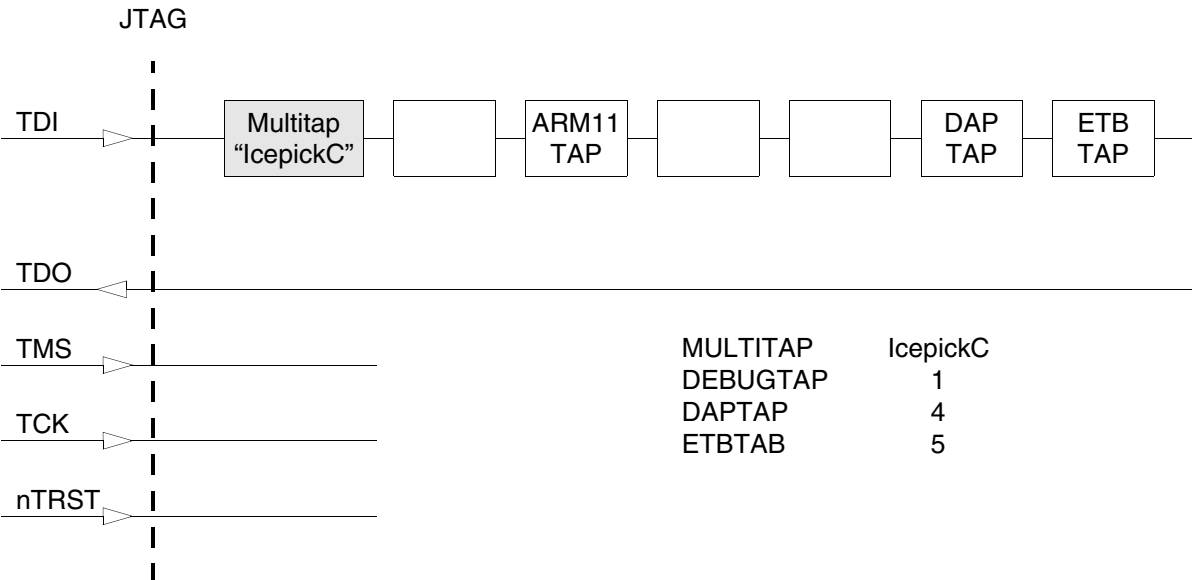 JTAG
TDI
Multitap
“IcepickC”
ARM11
TAP
DAP
TAP
ETB
TAP
TDO
TMS
TCK
nTRST
MULTITAP IcepickC
DEBUGTAP 1
DAPTAP 4
ETBTAB 5